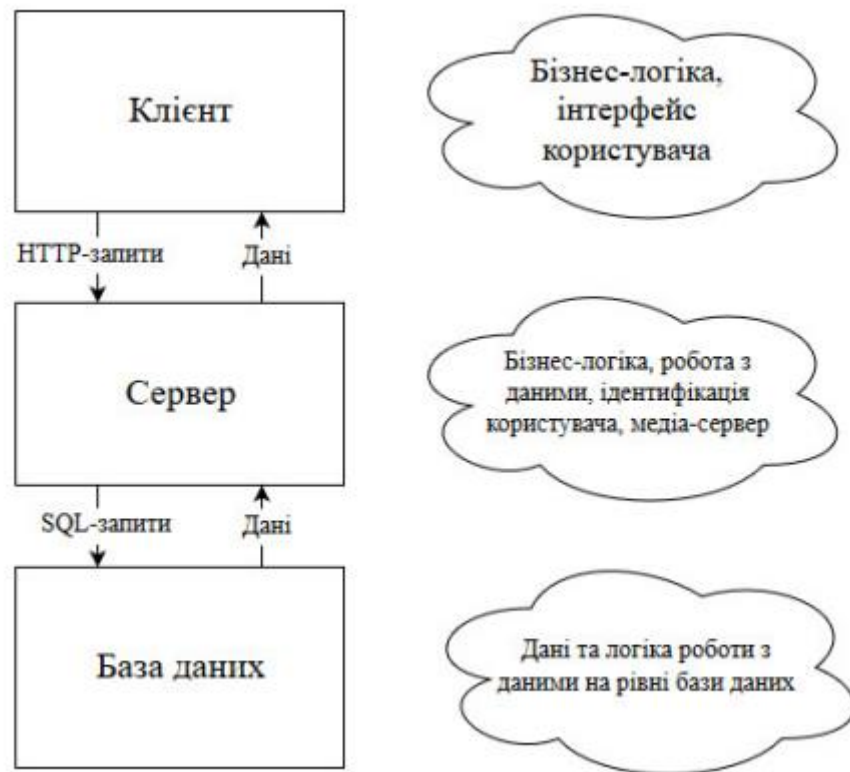 Клієнт
Бізнес-логіка,
інтерфейс
користувача
HTTP-запити
Дані
Сервер
Бізнес-логіка, робота з
даними, ідентифікація
користувача, медіа-сервер
SQL-запити
Дані
База даних
Дані та логіка роботи з
даними на рівні бази даних